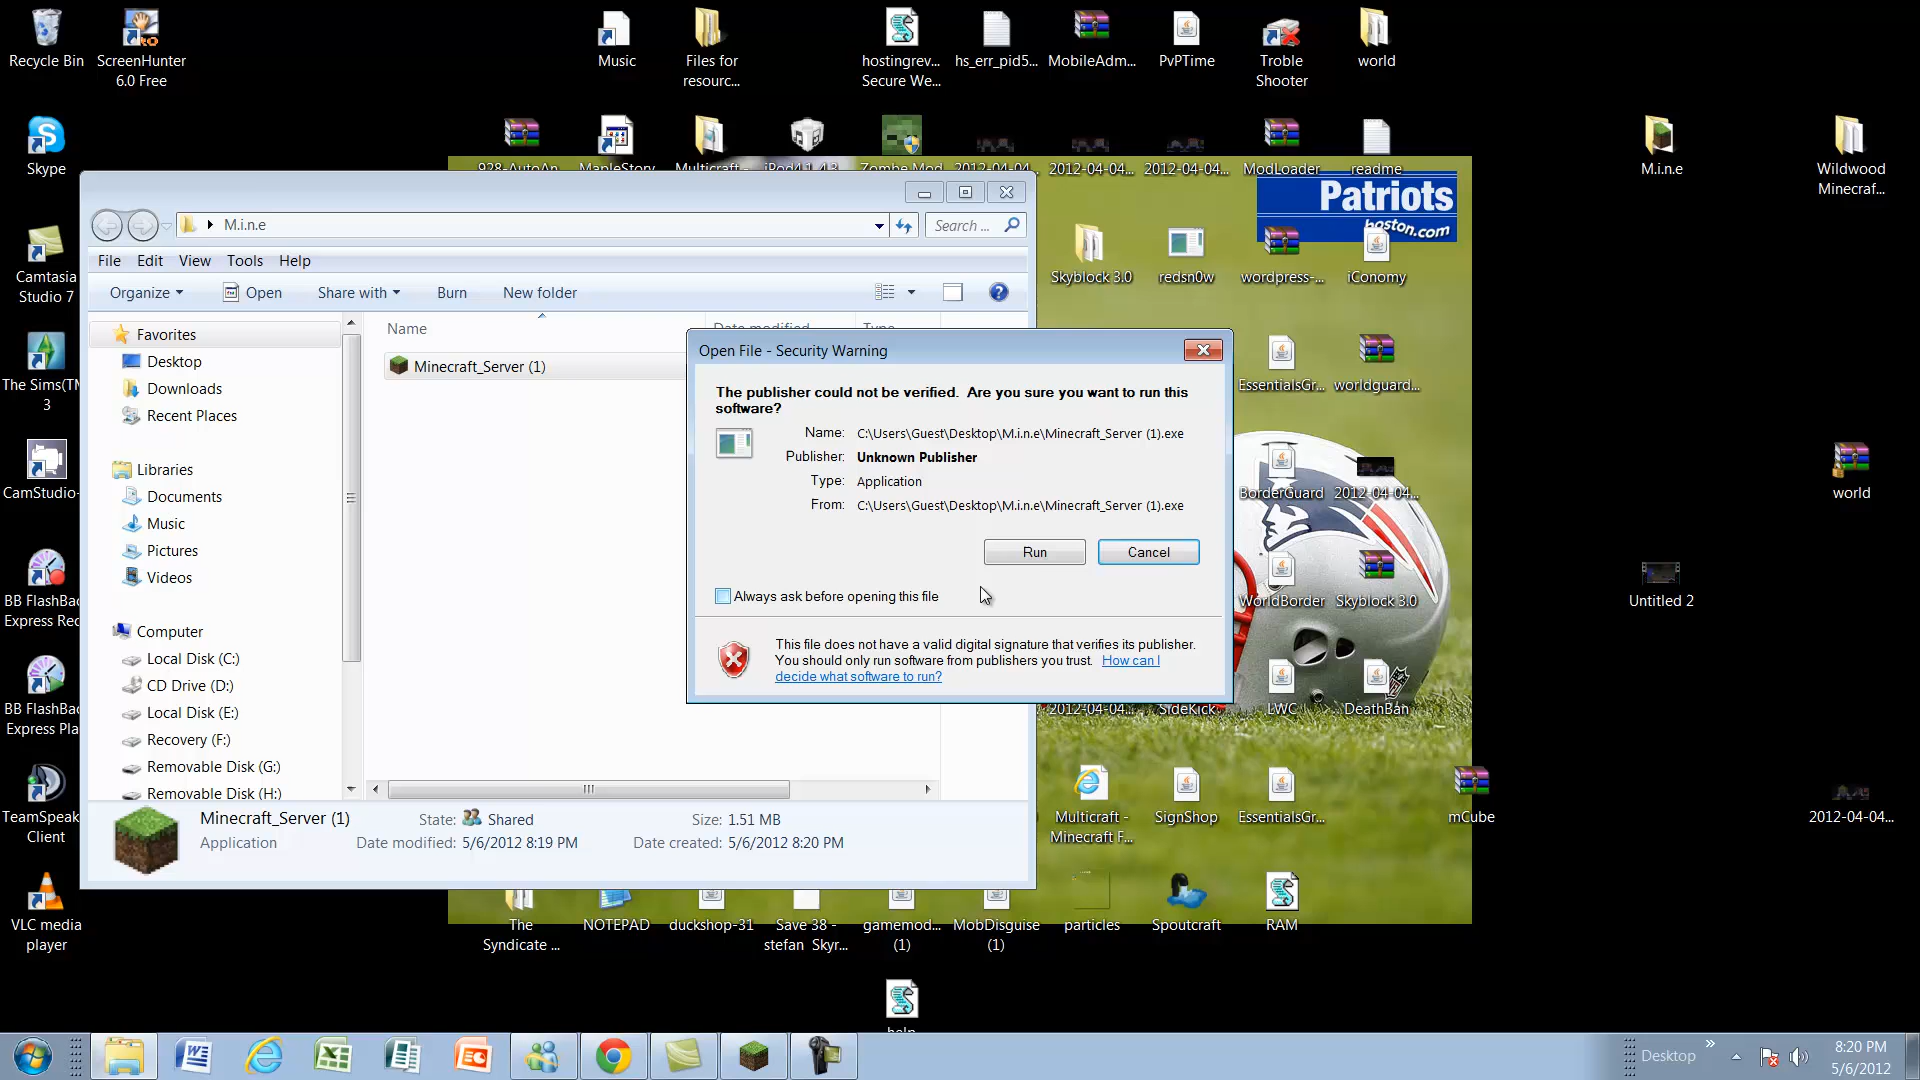 Recycle Bin
ScreenHunter
6.0 Free
Music
Files for
resourc...
hostingrev...
Secure We...
hs_err_pid5...
MobileAdm...
PvPTime
Troble
Shooter
world
Skype
928-AutoAn
MapleStory
Multicraft
iPod4,1_4.3
Zombe Mod
2012-04-04...
2012-04-04...
2012-04-04...
ModLoader
readme
M.i.n.e
Wildwood
Minecraf...
Patriots
boston.com
Camtasia
Studio 7
Skyblock 3.0
redsn0w
wordpress-...
iConomy
The Sims(TM
3
EssentialsGr...
worldguard...
CamStudio-
BorderGuard
2012-04-04...
world
BB FlashBac
Express Rec
WorldBorder
Skyblock 3.0
Untitled 2
BB FlashBac
Express Pla
2012-04-04...
SideKick
LWC
DeathBan
TeamSpeak
Client
Multicraft -
Minecraft F...
SignShop
EssentialsGr...
mCube
2012-04-04...
VLC media
player
The
Syndicate ...
NOTEPAD
duckshop-31
Save 38 -
stefan Skyr...
gamemod...
(1)
MobDisguise
(1)
particles
Spoutcraft
RAM
help
M.i.n.e
Search ...
File
Edit
View
Tools
Help
Organize
Open
Share with
Burn
New folder
Favorites
Desktop
Downloads
Recent Places
Libraries
Documents
Music
Pictures
Videos
Computer
Local Disk (C:)
CD Drive (D:)
Local Disk (E:)
Recovery (F:)
Removable Disk (G:)
Removable Disk (H:)
Name
Date modified
Type
Minecraft_Server (1)
Minecraft_Server (1)
Application
State: Shared
Date modified: 5/6/2012 8:19 PM
Size: 1.51 MB
Date created: 5/6/2012 8:20 PM
Open File - Security Warning
The publisher could not be verified. Are you sure you want to run this
software?
Name: C:\Users\Guest\Desktop\M.i.n.e\Minecraft_Server (1).exe
Publisher: Unknown Publisher
Type: Application
From: C:\Users\Guest\Desktop\M.i.n.e\Minecraft_Server (1).exe
Run
Cancel
Always ask before opening this file
This file does not have a valid digital signature that verifies its publisher.
You should only run software from publishers you trust. How can I
decide what software to run?
Desktop
8:20 PM
5/6/2012